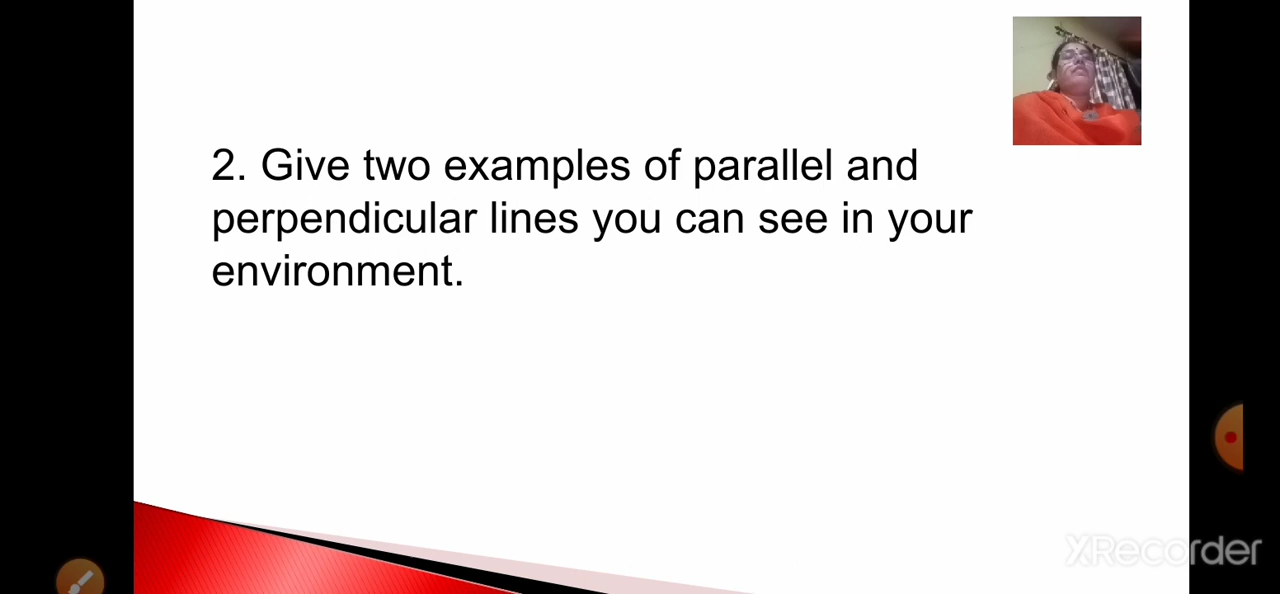 2. Give two examples of parallel and
perpendicular lines you can see in your
environment.
XRecorder